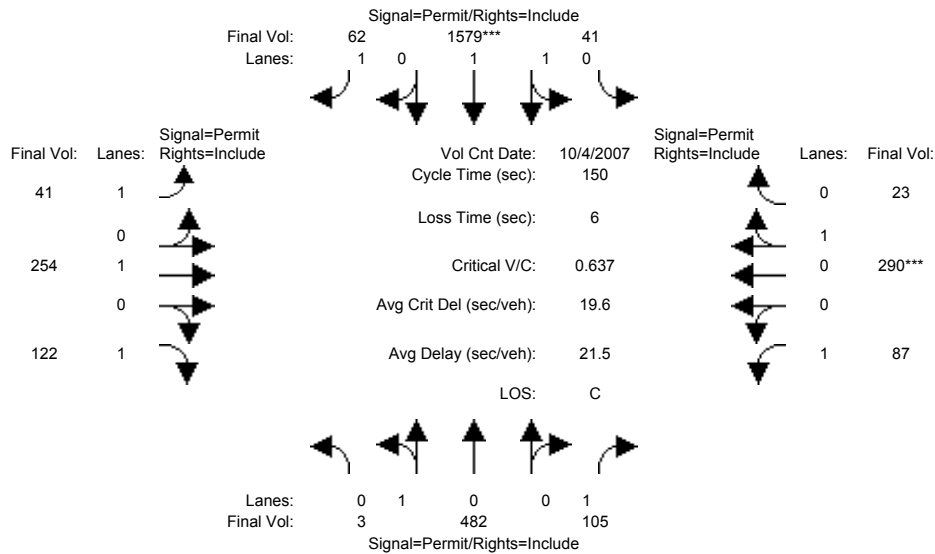 Signal=Permit/Rights=Include
Final Vol: 62 1579*** 41
Lanes: 1 0 1 1 0
Signal=Permit
Final Vol: Lanes: Rights=Include
Vol Cnt Date: 10/4/2007
Signal=Permit
Rights=Include Lanes: Final Vol:
Cycle Time (sec): 150
41 1
0 23
Loss Time (sec): 6
0
1
254 1
Critical V/C: 0.637
0 290***
0
Avg Crit Del (sec/veh): 19.6
0
122 1
Avg Delay (sec/veh): 21.5
1 87
LOS: C
Lanes: 0 1 0 0 1
Final Vol: 3 482 105
Signal=Permit/Rights=Include